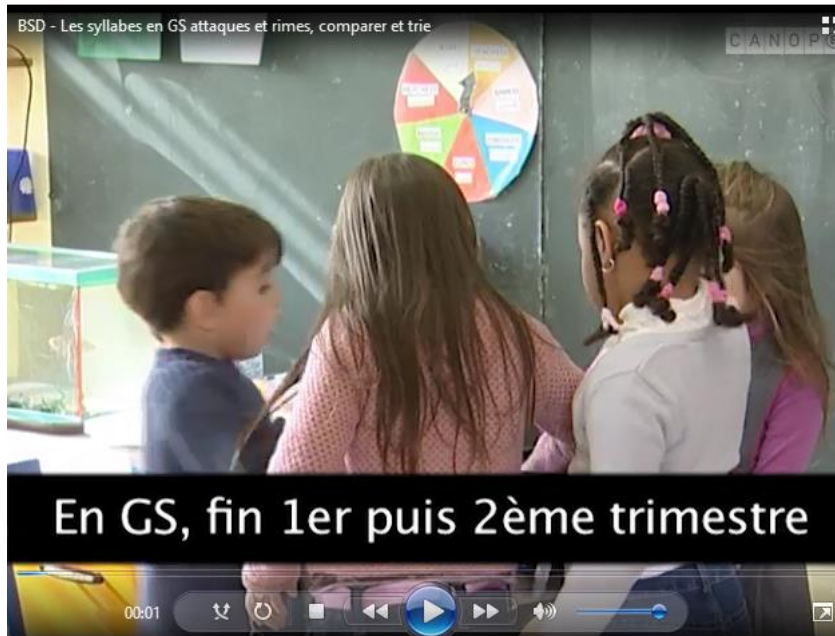 BSD - Les syllabes en GS attaques et rimes, comparer et trie
CANOPÉ
En GS, fin 1er puis 2ème trimestre
00:01